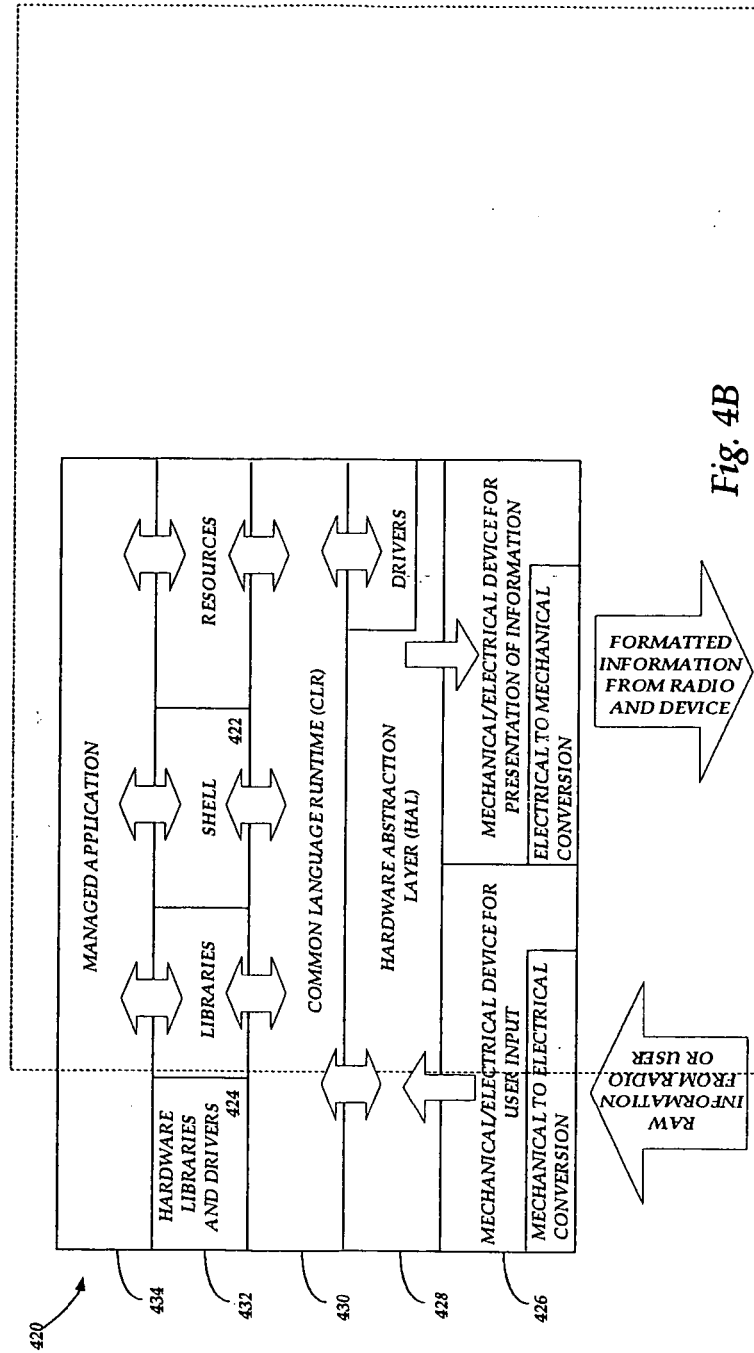 420
434
MANAGED APPLICATION
432
HARDWARE
LIBRARIES
AND DRIVERS
424
LIBRARIES
SHELL
422
RESOURCES
430
COMMON LANGUAGE RUNTIME (CLR)
428
HARDWARE ABSTRACTION
LAYER (HAL)
DRIVERS
426
MECHANICAL/ELECTRICAL DEVICE FOR
USER INPUT
MECHANICAL TO ELECTRICAL
CONVERSION
MECHANICAL/ELECTRICAL DEVICE FOR
PRESENTATION OF INFORMATION
ELECTRICAL TO MECHANICAL
CONVERSION
RAW
INFORMATION
FROM RADIO
OR USER
FORMATTED
INFORMATION
FROM RADIO
AND DEVICE
Fig. 4B